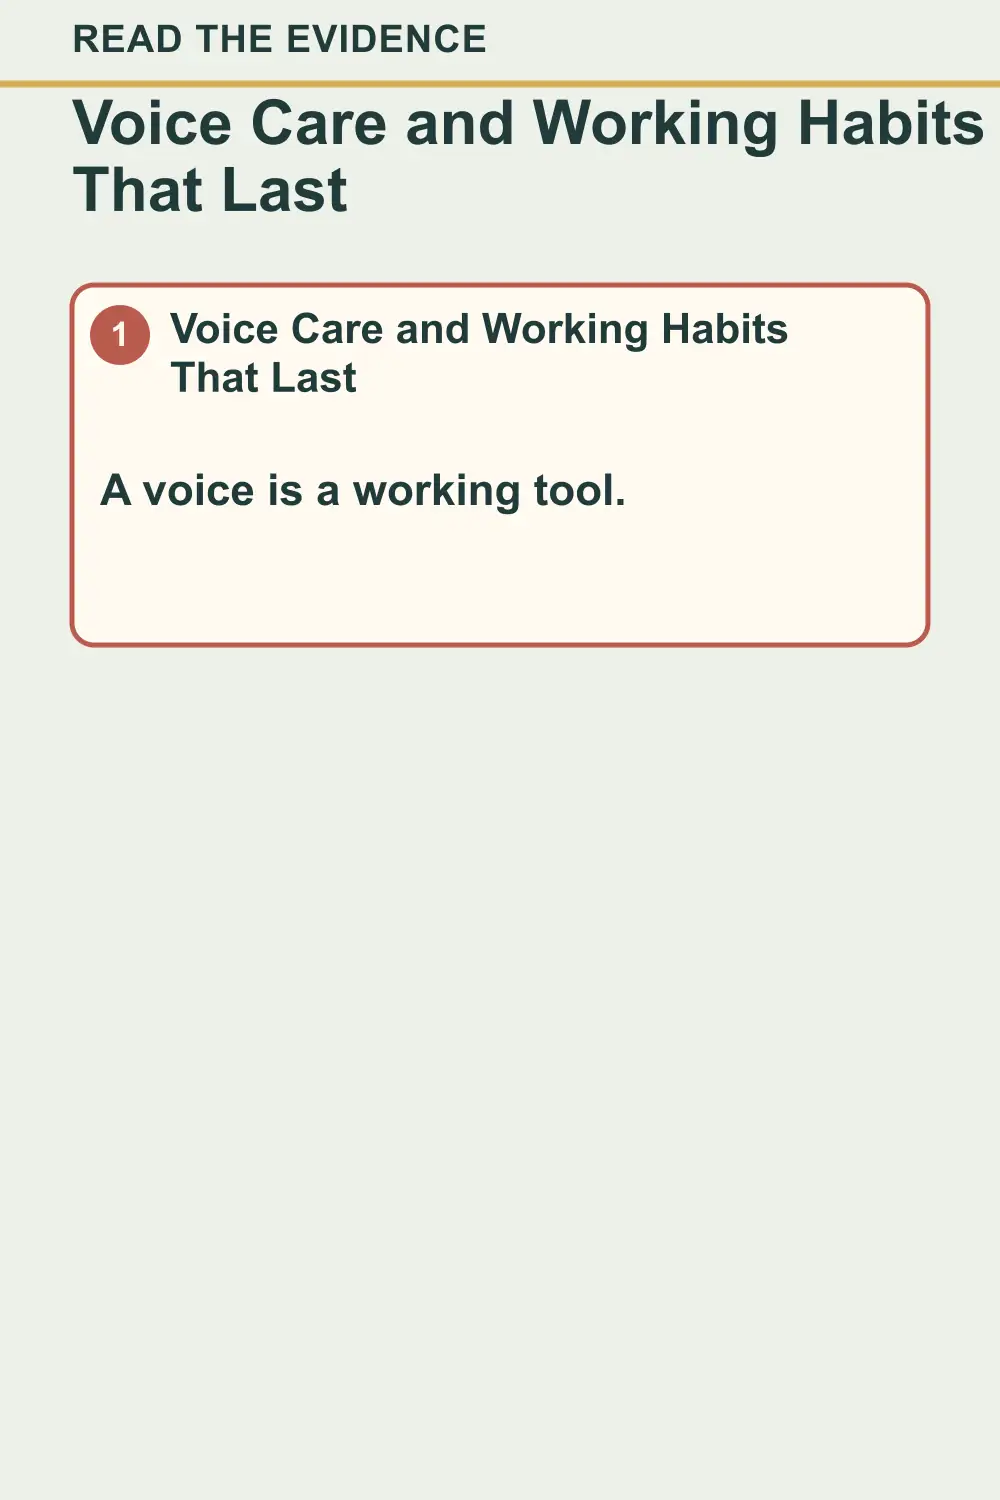 READ THE EVIDENCE
Voice Care and Working Habits
That Last
1
Voice Care and Working Habits
That Last
A voice is a working tool.